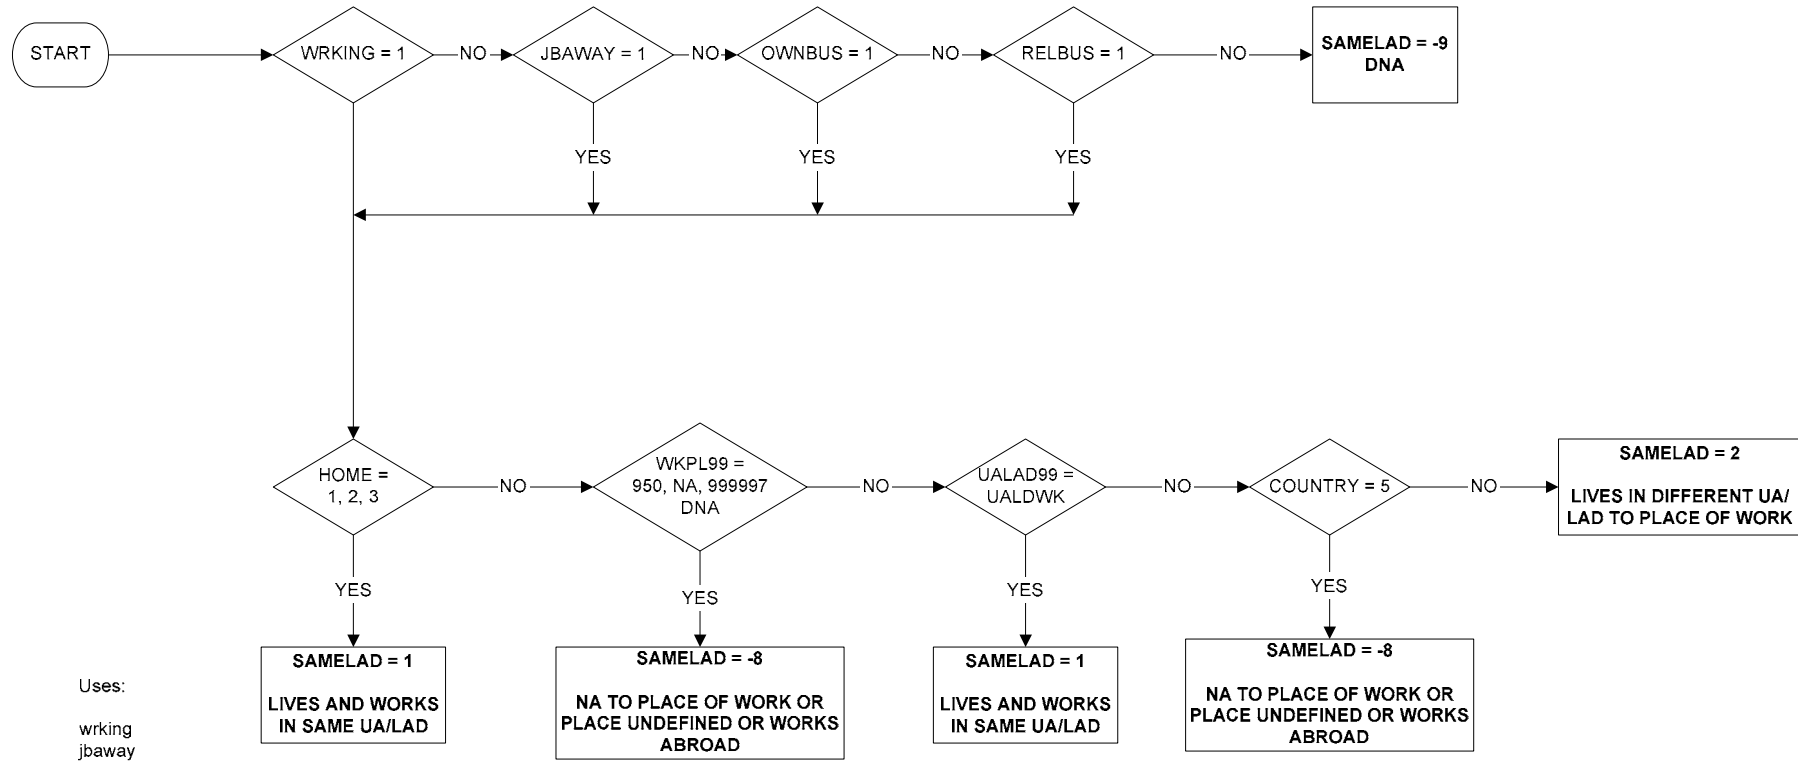 START
WRKING = 1
NO
JBAWAY = 1
NO
OWNBUS = 1
NO
RELBUS = 1
NO
SAMELAD = -9
DNA
YES
YES
YES
HOME =
1, 2, 3
NO
WKPL99 =
950, NA, 999997
DNA
NO
UALAD99 =
UALDWK
NO
COUNTRY = 5
NO
SAMELAD = 2
LIVES IN DIFFERENT UA/
LAD TO PLACE OF WORK
YES
YES
YES
YES
SAMELAD = 1
LIVES AND WORKS
IN SAME UA/LAD
SAMELAD = -8
NA TO PLACE OF WORK OR
PLACE UNDEFINED OR WORKS
ABROAD
SAMELAD = 1
LIVES AND WORKS
IN SAME UA/LAD
SAMELAD = -8
NA TO PLACE OF WORK OR
PLACE UNDEFINED OR WORKS
ABROAD
Uses:
wrking
jbaway